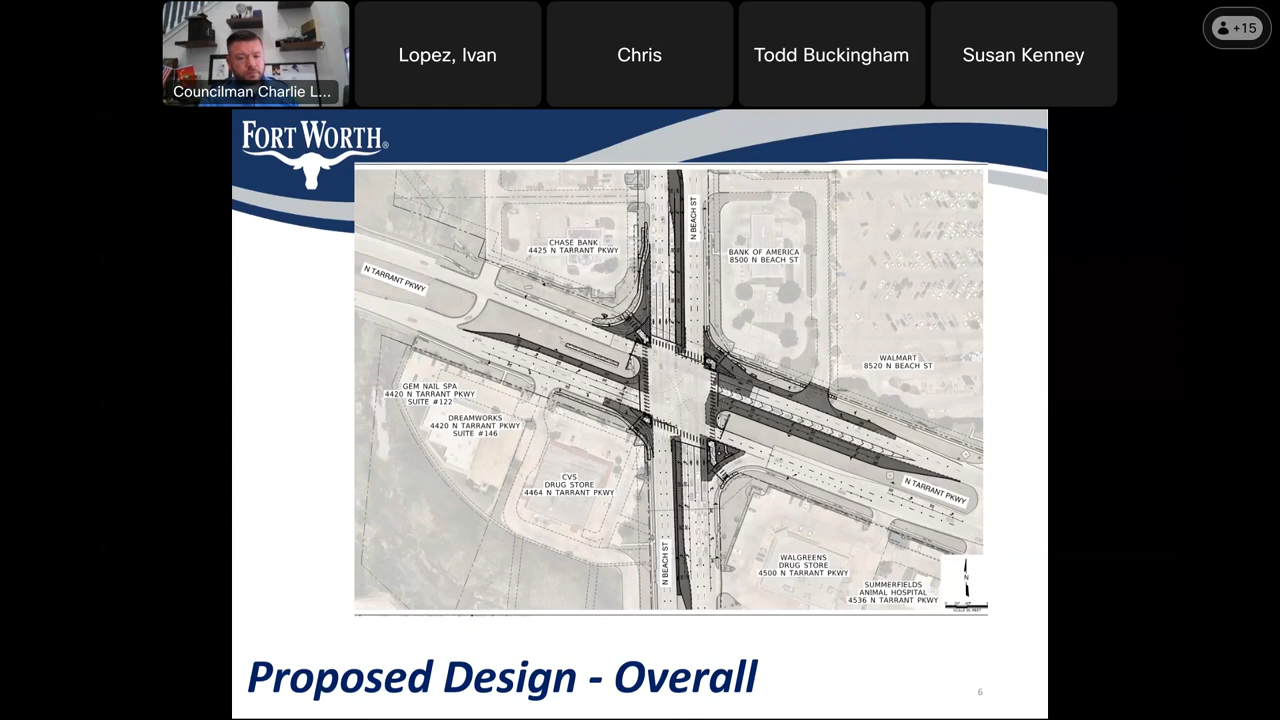 +15
Councilman Charlie L...
Lopez, Ivan
Chris
Todd Buckingham
Susan Kenney
FORT WORTH®
N BEACH ST
CHASE BANK
4425 N TARRANT PKWY
BANK OF AMERICA
8500 N BEACH ST
N TARRANT PKWY
WALMART
8520 N BEACH ST
GEM NAIL SPA
4420 N TARRANT PKWY
SUITE #122
DREAMWORKS
4420 N TARRANT PKWY
SUITE #146
CVS
DRUG STORE
4464 N TARRANT PKWY
N TARRANT PKWY
N BEACH ST
WALGREENS
DRUG STORE
4500 N TARRANT PKWY
SUMMERFIELDS
ANIMAL HOSPITAL
4536 N TARRANT PKWY
N
SCALE IN FEET
Proposed Design - Overall
6